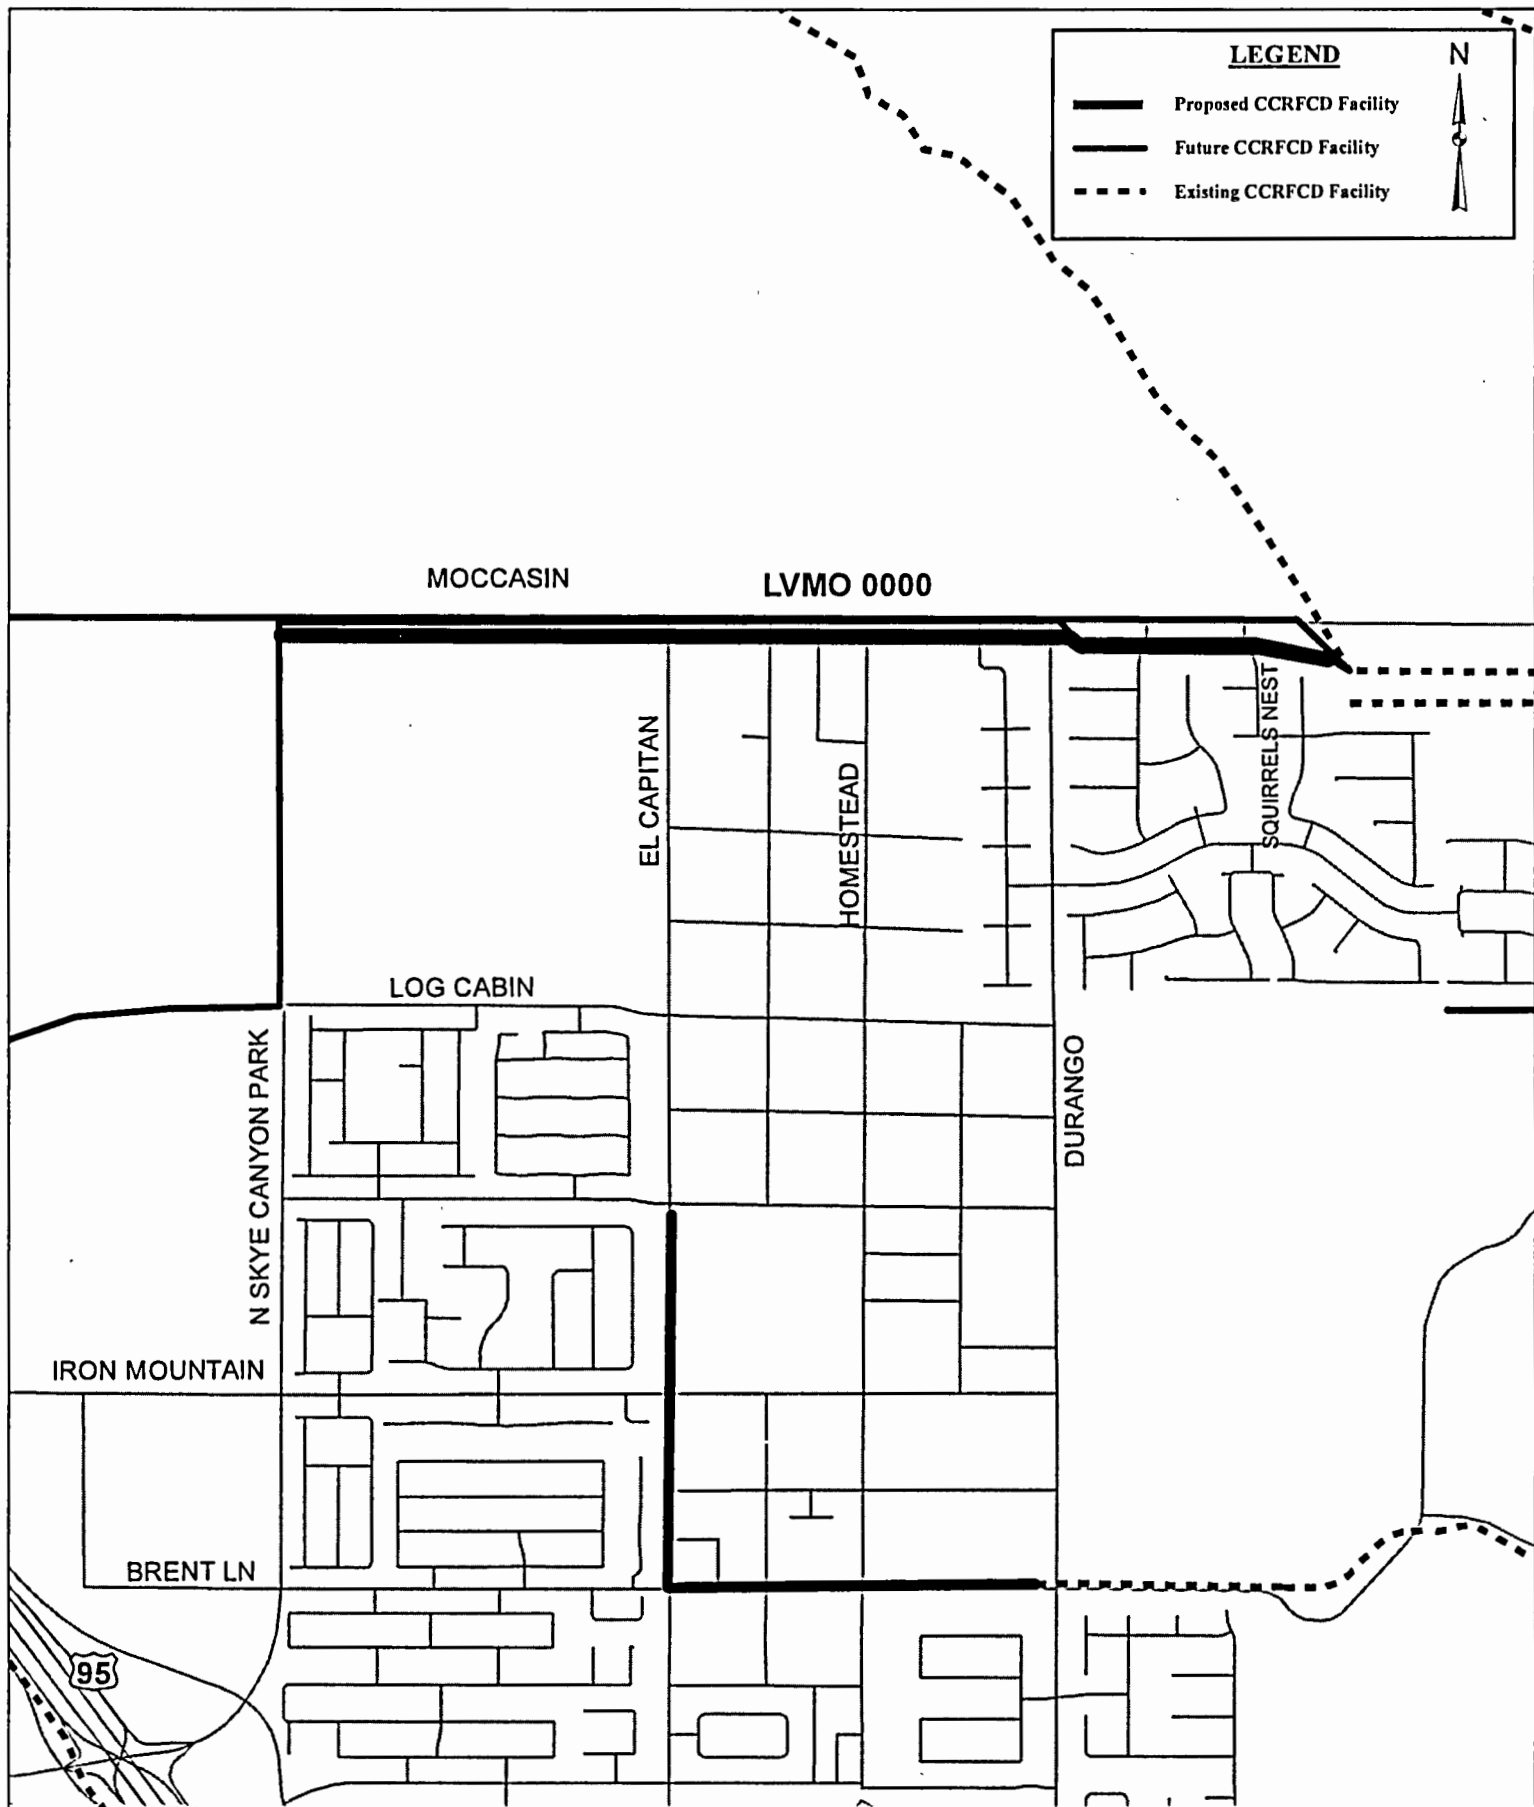 LEGEND
N
Proposed CCRFCD Facility
Future CCRFCD Facility
Existing CCRFCD Facility
MOCCASIN
LVMO 0000
SQUIRRELS NEST
EL CAPITAN
HOMESTEAD
LOG CABIN
N SKYE CANYON PARK
DURANGO
IRON MOUNTAIN
BRENT LN
95